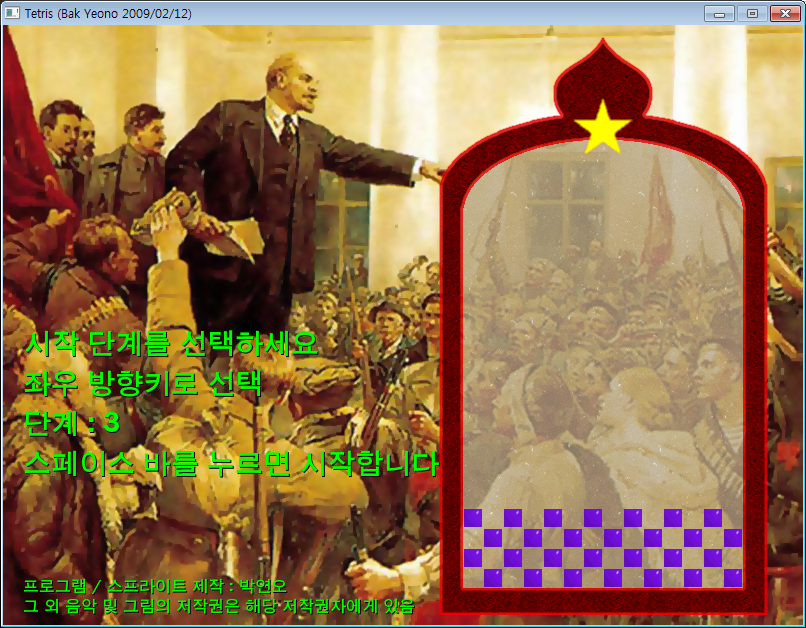 Tetris (Bak Yeono 2009/02/12)
시작 단계를 선택하세요
좌우 방향키로 선택
단계 : 3
스페이스 바를 누르면 시작합니다
프로그램 / 스프라이트 제작 : 박연오
그 외 음악 및 그림의 저작권은 해당 저작권자에게 있음